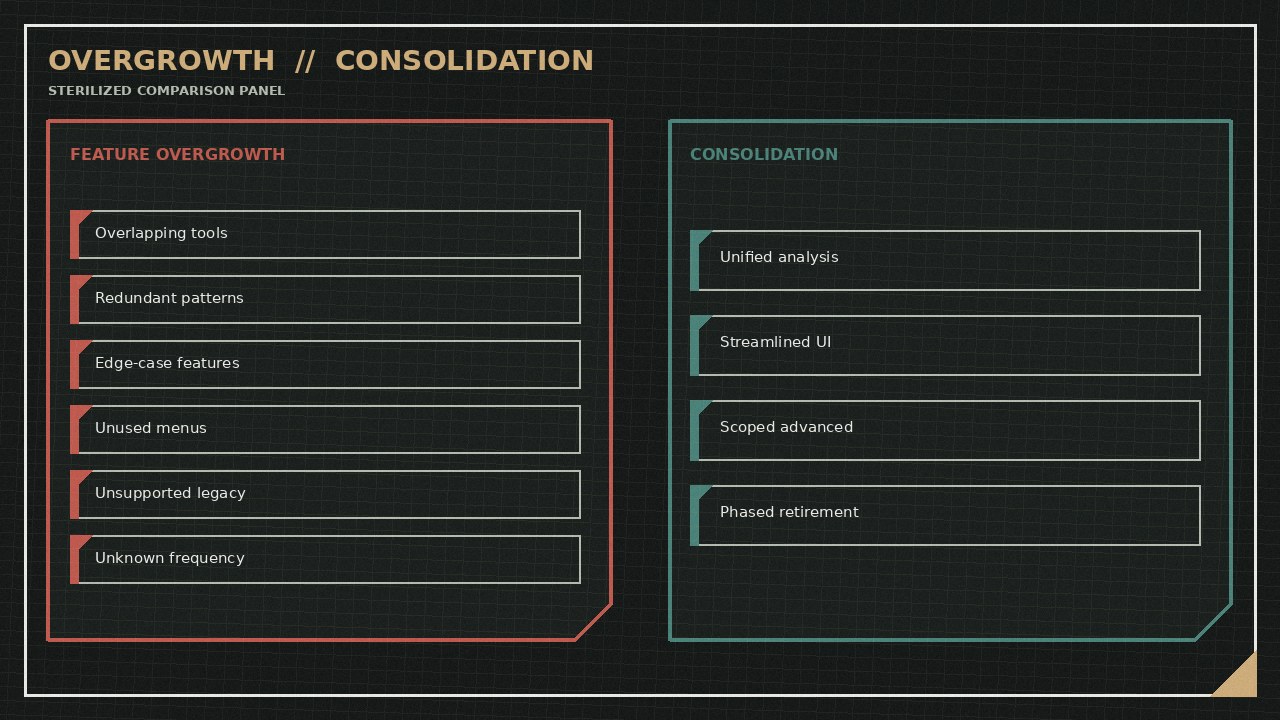 OVERGROWTH // CONSOLIDATION
STERILIZED COMPARISON PANEL
FEATURE OVERGROWTH
Overlapping tools
Redundant patterns
Edge-case features
Unused menus
Unsupported legacy
Unknown frequency
CONSOLIDATION
Unified analysis
Streamlined UI
Scoped advanced
Phased retirement